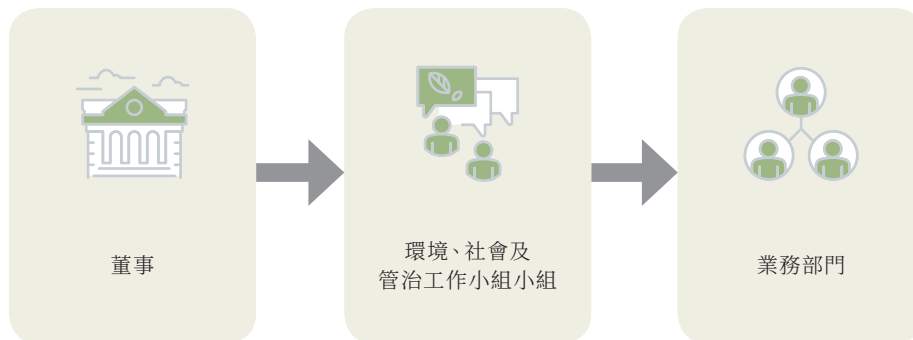 董事
環境、社會及
管治工作小組小組
業務部門